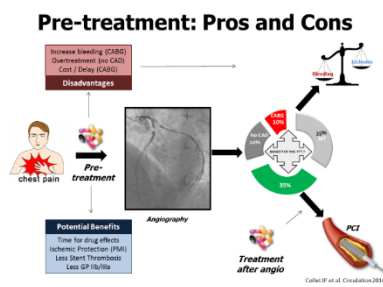 Pre-treatment: Pros and Cons
Increase bleeding (CABG)
Overtreatment (no CAD)
Cost / Delay (CABG)
Disadvantages
Bleeding
Ischemia
chest pain
Pre-
treatment
Angiography
CABG
10%
No CAD
35%
Potential Benefits
Time for drug effects
Ischemic Protection (PMI)
Less Stent Thrombosis
Less GP IIb/IIIa
Treatment
after angio
PCI
Collet JP et al. Circulation 2014